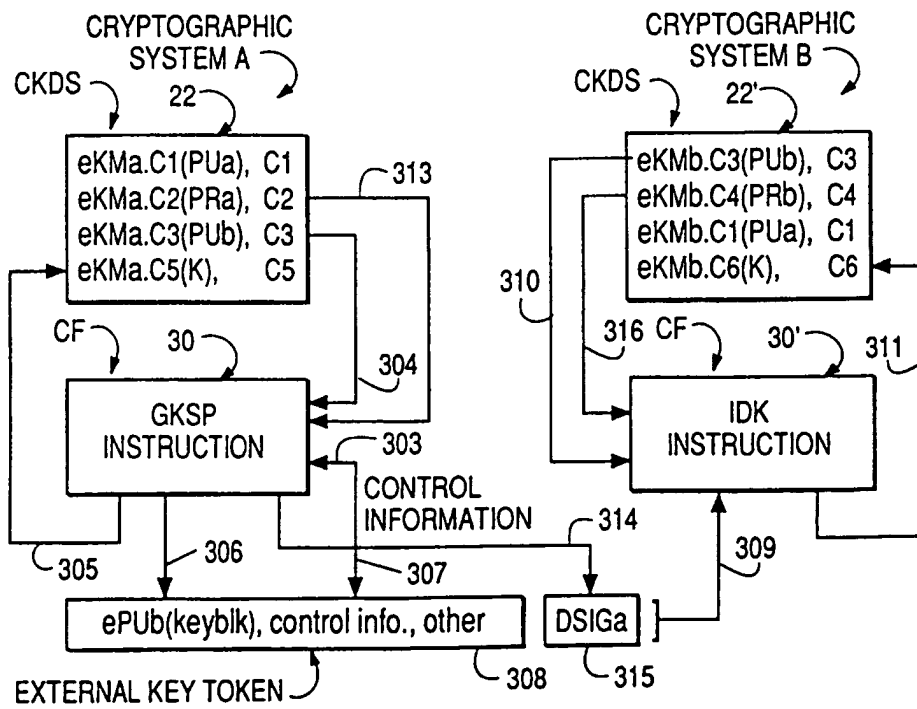 CRYPTOGRAPHIC
SYSTEM A
CKDS
22
eKMa.C1(PUa), C1
eKMa.C2(PRa), C2
eKMa.C3(PUb), C3
eKMa.C5(K), C5
313
304
CF
30
GKSP
INSTRUCTION
303
CONTROL
INFORMATION
305
306
307
314
ePUb(keyblk), control info., other
308
EXTERNAL KEY TOKEN
DSIGa
315
CRYPTOGRAPHIC
SYSTEM B
CKDS
22'
eKMb.C3(PUb), C3
eKMb.C4(PRb), C4
eKMb.C1(PUa), C1
eKMb.C6(K), C6
310
316
CF
30'
311
IDK
INSTRUCTION
309